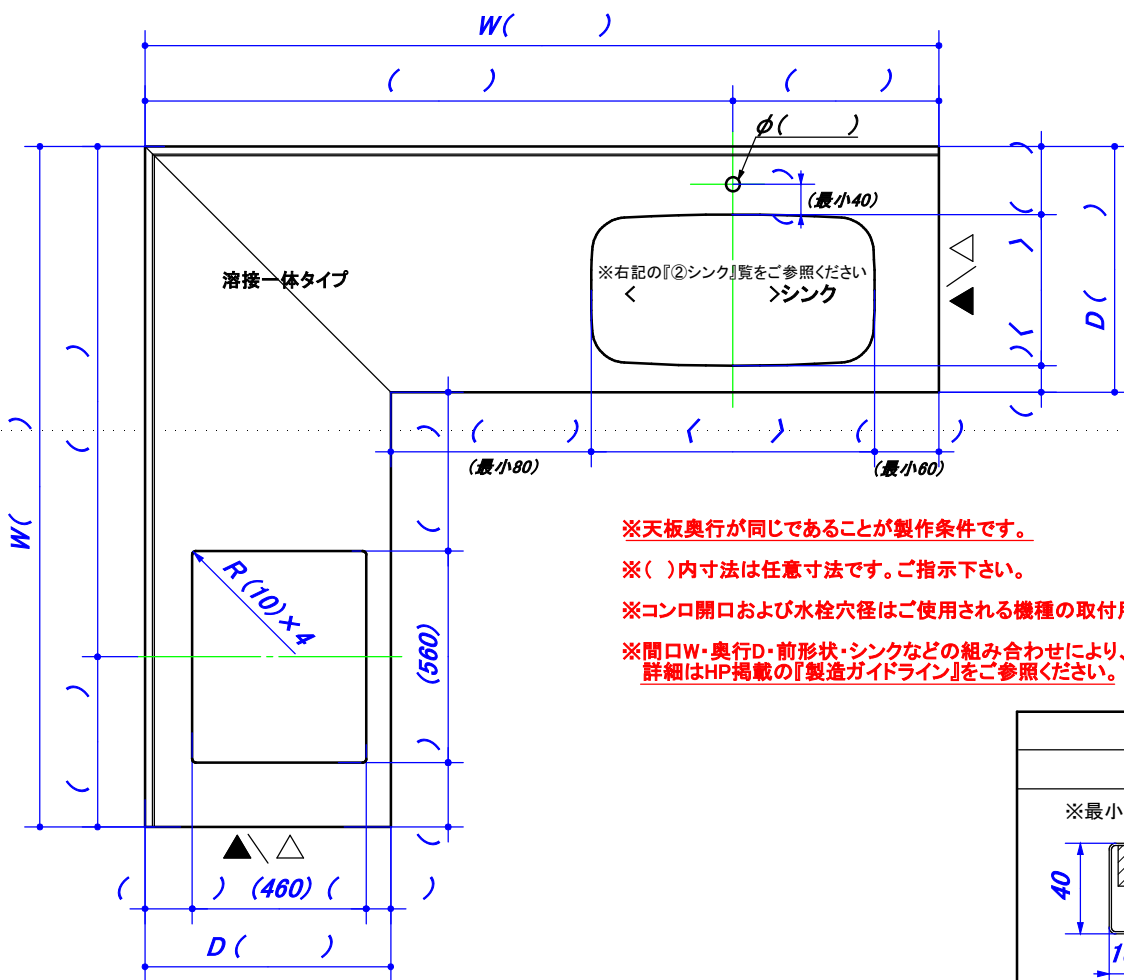 W(　　)
(　　) (　　)
φ(　　)
(最小40)
溶接一体タイプ
※右記の『②シンク』覧をご参照ください
<　　>シンク
△
▲
D(　　)
(　　) <　　> (　　)
(最小80)
(最小60)
W(　　)
R(10)×4
(560)
※天板奥行が同じであることが製作条件です。
※(　)内寸法は任意寸法です。ご指示下さい。
※コンロ開口および水栓穴径はご使用される機種の取付
※間口W・奥行D・前形状・シンクなどの組み合わせにより、
詳細はHP掲載の『製造ガイドライン』をご参照ください。
※最小
40
▲\△
(　　) (460) (　　)
D(　　)